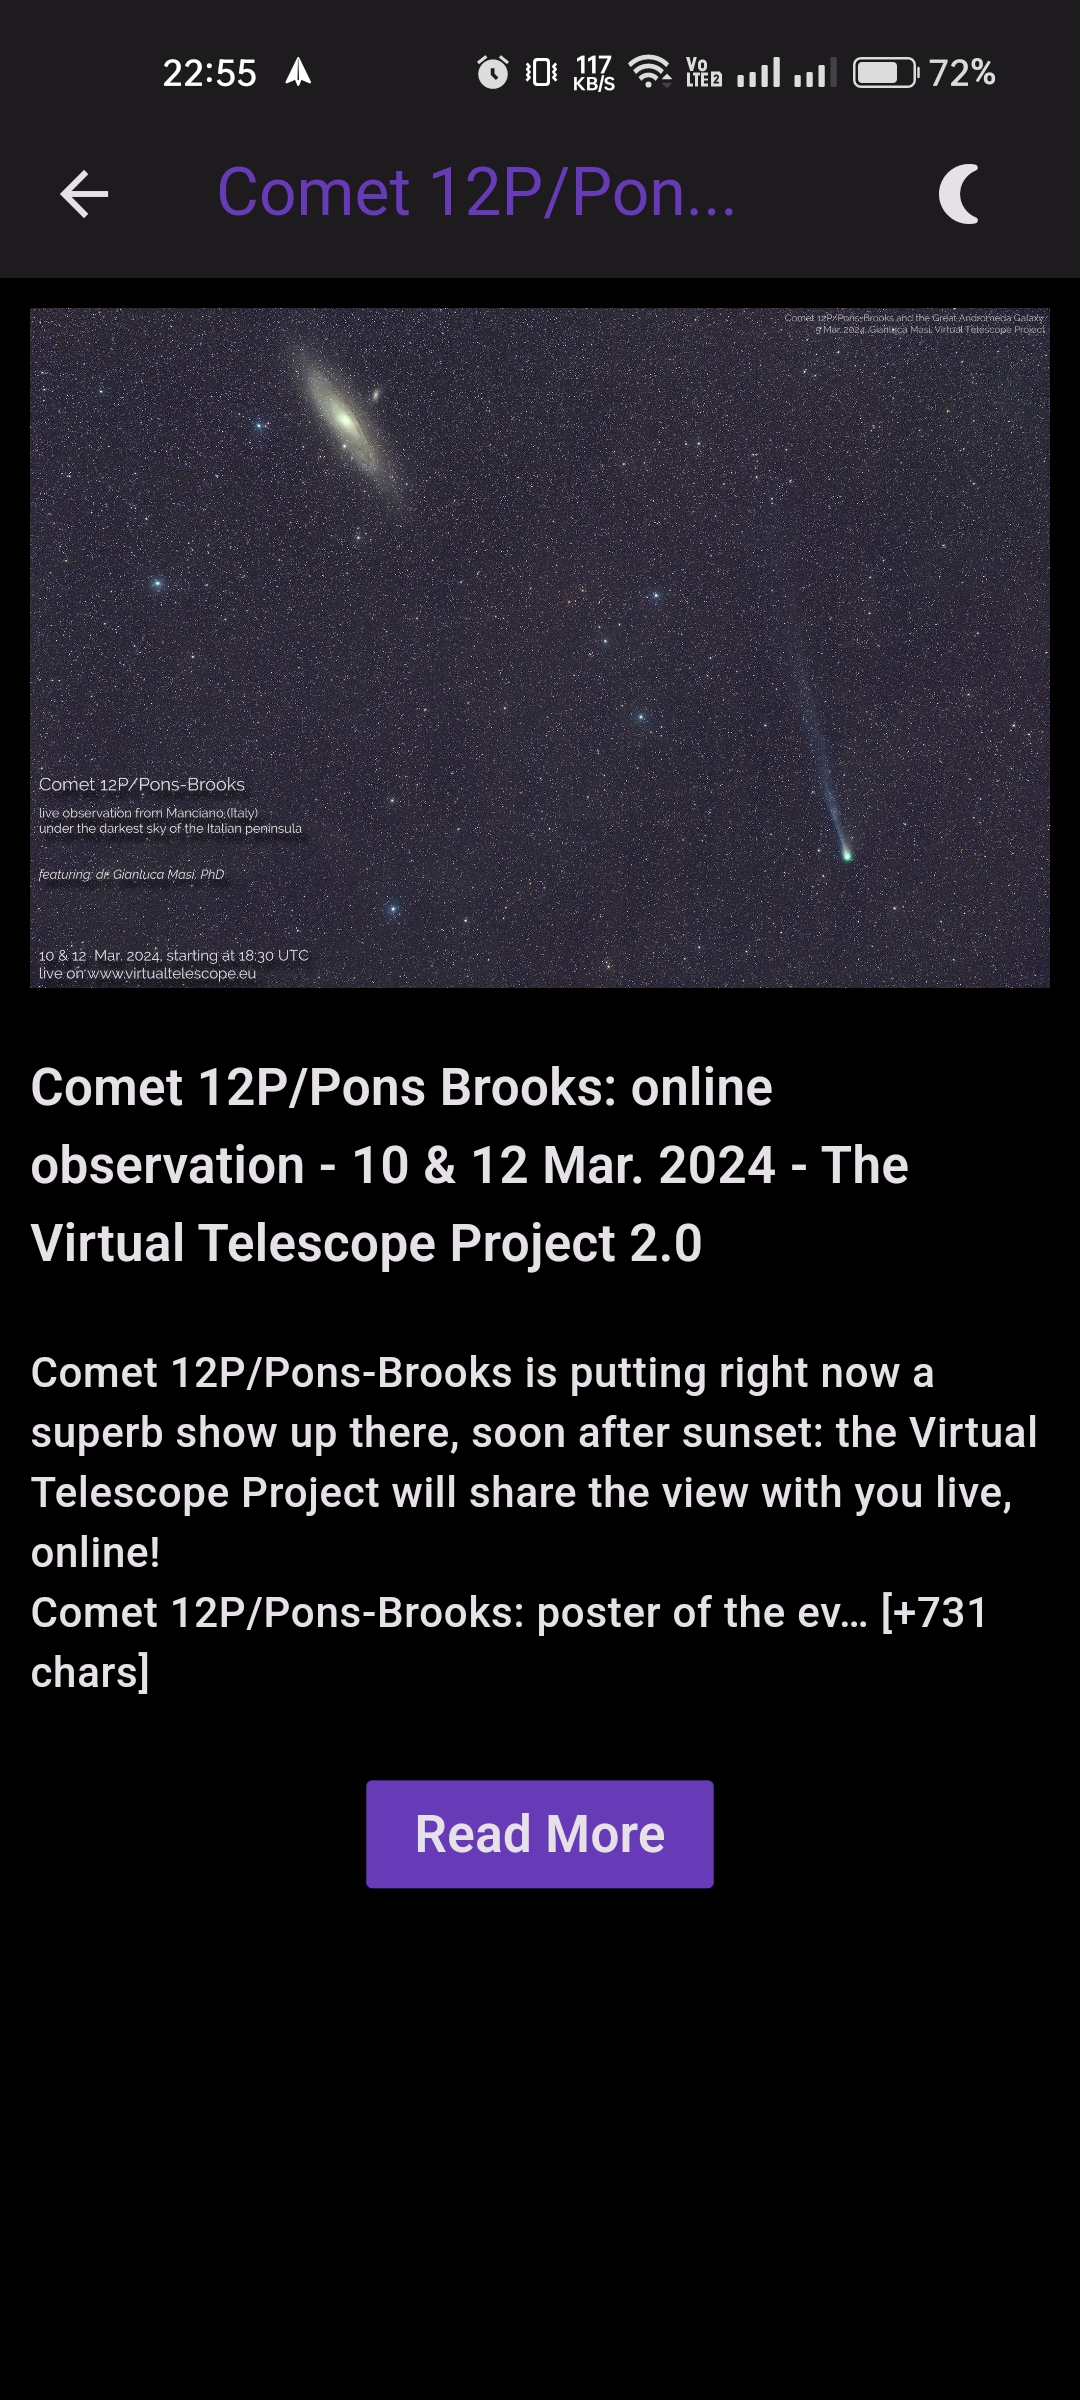 22:55
117
KB/S
Vo
LTE 2
72%
Comet 12P/Pon...
Comet 12P/Pons-Brooks and the Great Andromeda Galaxy.
9 Mar. 2024. Gianluca Masi, Virtual Telescope Project
Comet 12P/Pons-Brooks
live observation from Manciano (Italy)
under the darkest sky of the Italian peninsula
featuring: dr. Gianluca Masi, PhD
10 & 12 Mar. 2024, starting at 18:30 UTC
live on www.virtualtelescope.eu
Comet 12P/Pons Brooks: online
observation - 10 & 12 Mar. 2024 - The
Virtual Telescope Project 2.0
Comet 12P/Pons-Brooks is putting right now a
superb show up there, soon after sunset: the Virtual
Telescope Project will share the view with you live,
online!
Comet 12P/Pons-Brooks: poster of the ev… [+731
chars]
Read More